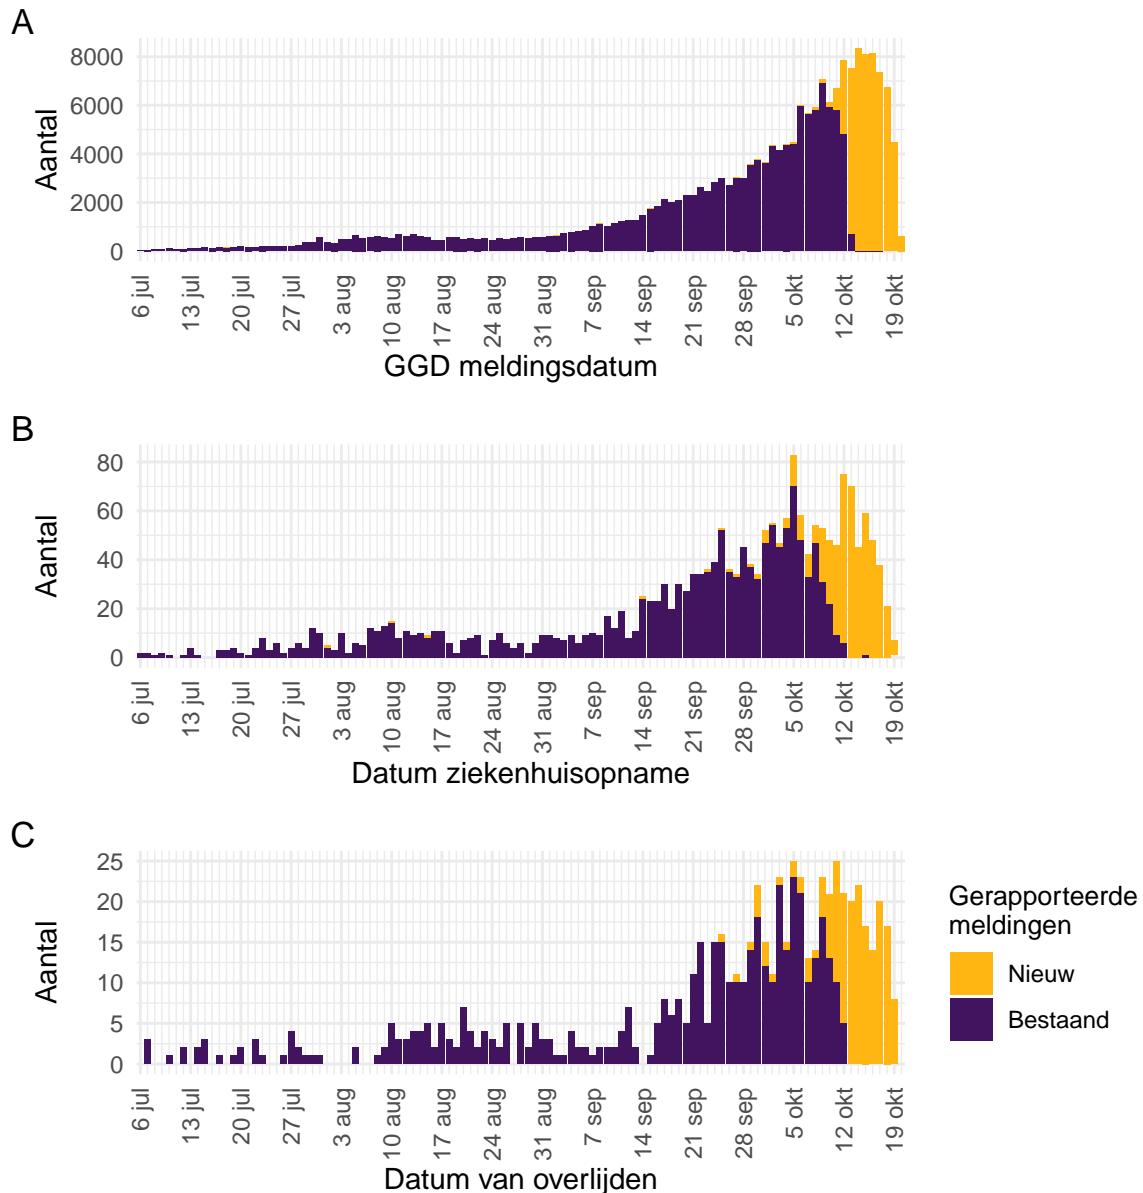 A
8000
6000
4000
2000
0
Aantal
6 jul
13 jul
20 jul
27 jul
3 aug
10 aug
17 aug
24 aug
31 aug
7 sep
14 sep
21 sep
28 sep
5 okt
12 okt
19 okt
GGD meldingsdatum
B
80
60
40
20
0
Aantal
6 jul
13 jul
20 jul
27 jul
3 aug
10 aug
17 aug
24 aug
31 aug
7 sep
14 sep
21 sep
28 sep
5 okt
12 okt
19 okt
Datum ziekenhuisopname
C
25
20
15
10
5
0
Aantal
6 jul
13 jul
20 jul
27 jul
3 aug
10 aug
17 aug
24 aug
31 aug
7 sep
14 sep
21 sep
28 sep
5 okt
12 okt
19 okt
Datum van overlijden
Gerapporteerde
meldingen
Nieuw
Bestaand